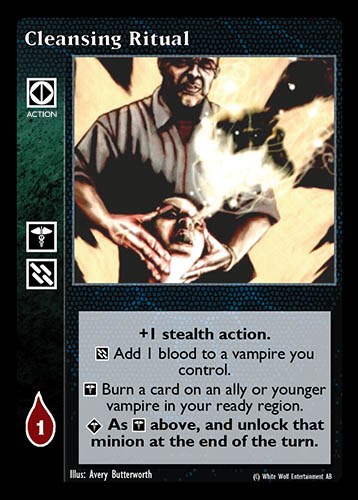 Cleansing Ritual
ACTION
+1 stealth action.
Add 1 blood to a vampire you
control.
Burn a card on an ally or younger
vampire in your ready region.
As above, and unlock that
minion at the end of the turn.
1
Illus: Avery Butterworth
(C) White Wolf Entertainment AB